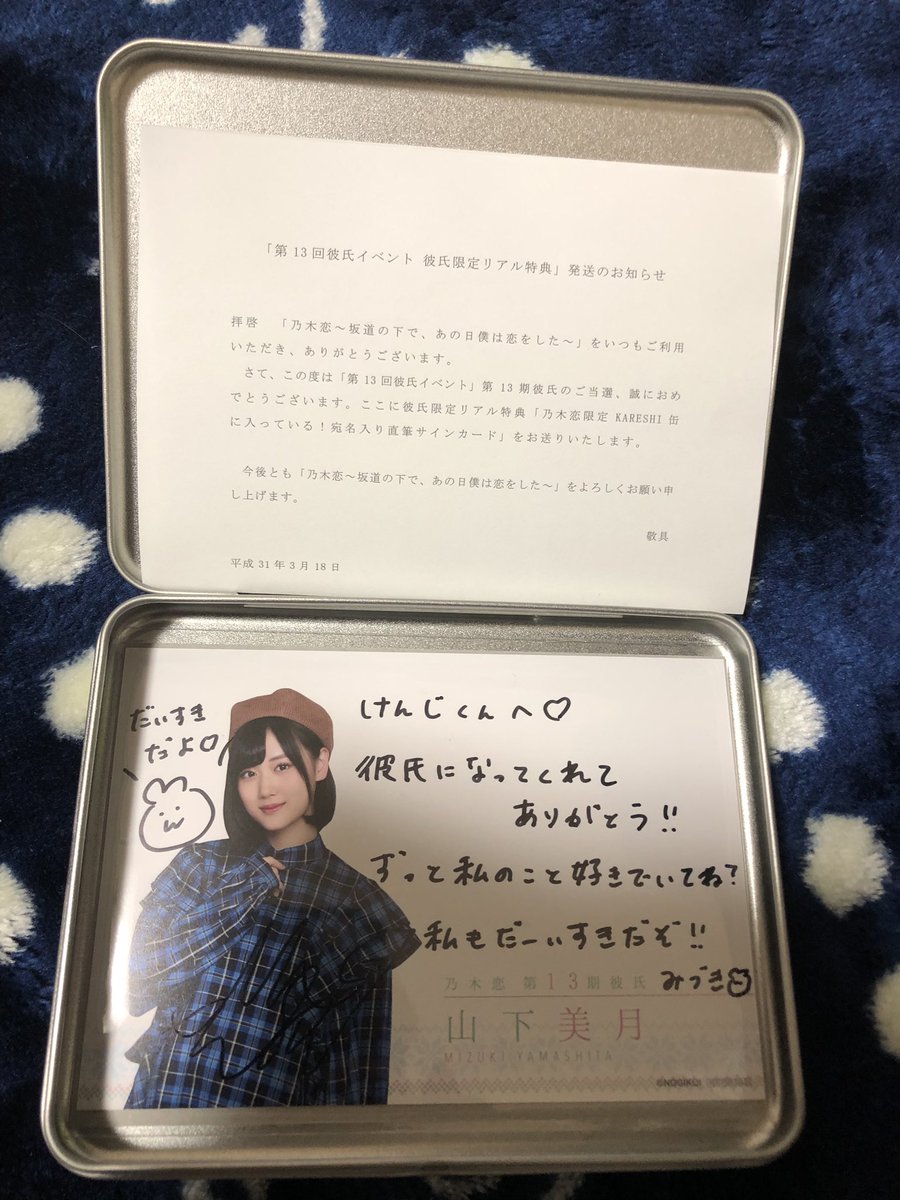 「第13回彼氏イベント 彼氏限定リアル特典」発送のお知らせ
拝啓　「乃木恋～坂道の下で、あの日僕は恋をした～」をいつもご利用
いただき、ありがとうございます。
　さて、この度は「第13回彼氏イベント」第13期彼氏のご当選、誠におめ
でとうございます。ここに彼氏限定リアル特典「乃木恋限定 KARESHI 缶
に入っている！宛名入り直筆サインカード」をお送りいたします。
　今後とも「乃木恋～坂道の下で、あの日僕は恋をした～」をよろしくお願い申
し上げます。
敬具
平成31年3月18日
だいすき
だよ♡
けんじくんへ♡
彼氏になってくれて
ありがとう!!
ずっと私のこと好きでいてね?
私もだーいすきだぞ!!
みづき
乃木恋 第13期彼氏
山下美月
MIZUKI YAMASHITA
©NOGIKOI